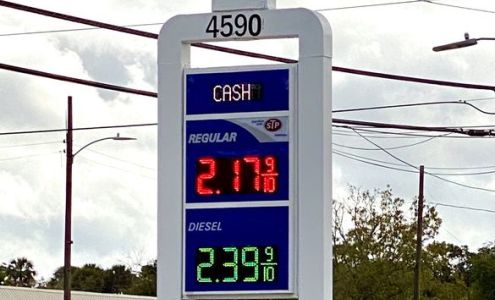 4590
CASH
REGULAR STP
2.17 9/10
DIESEL
2.39 9/10